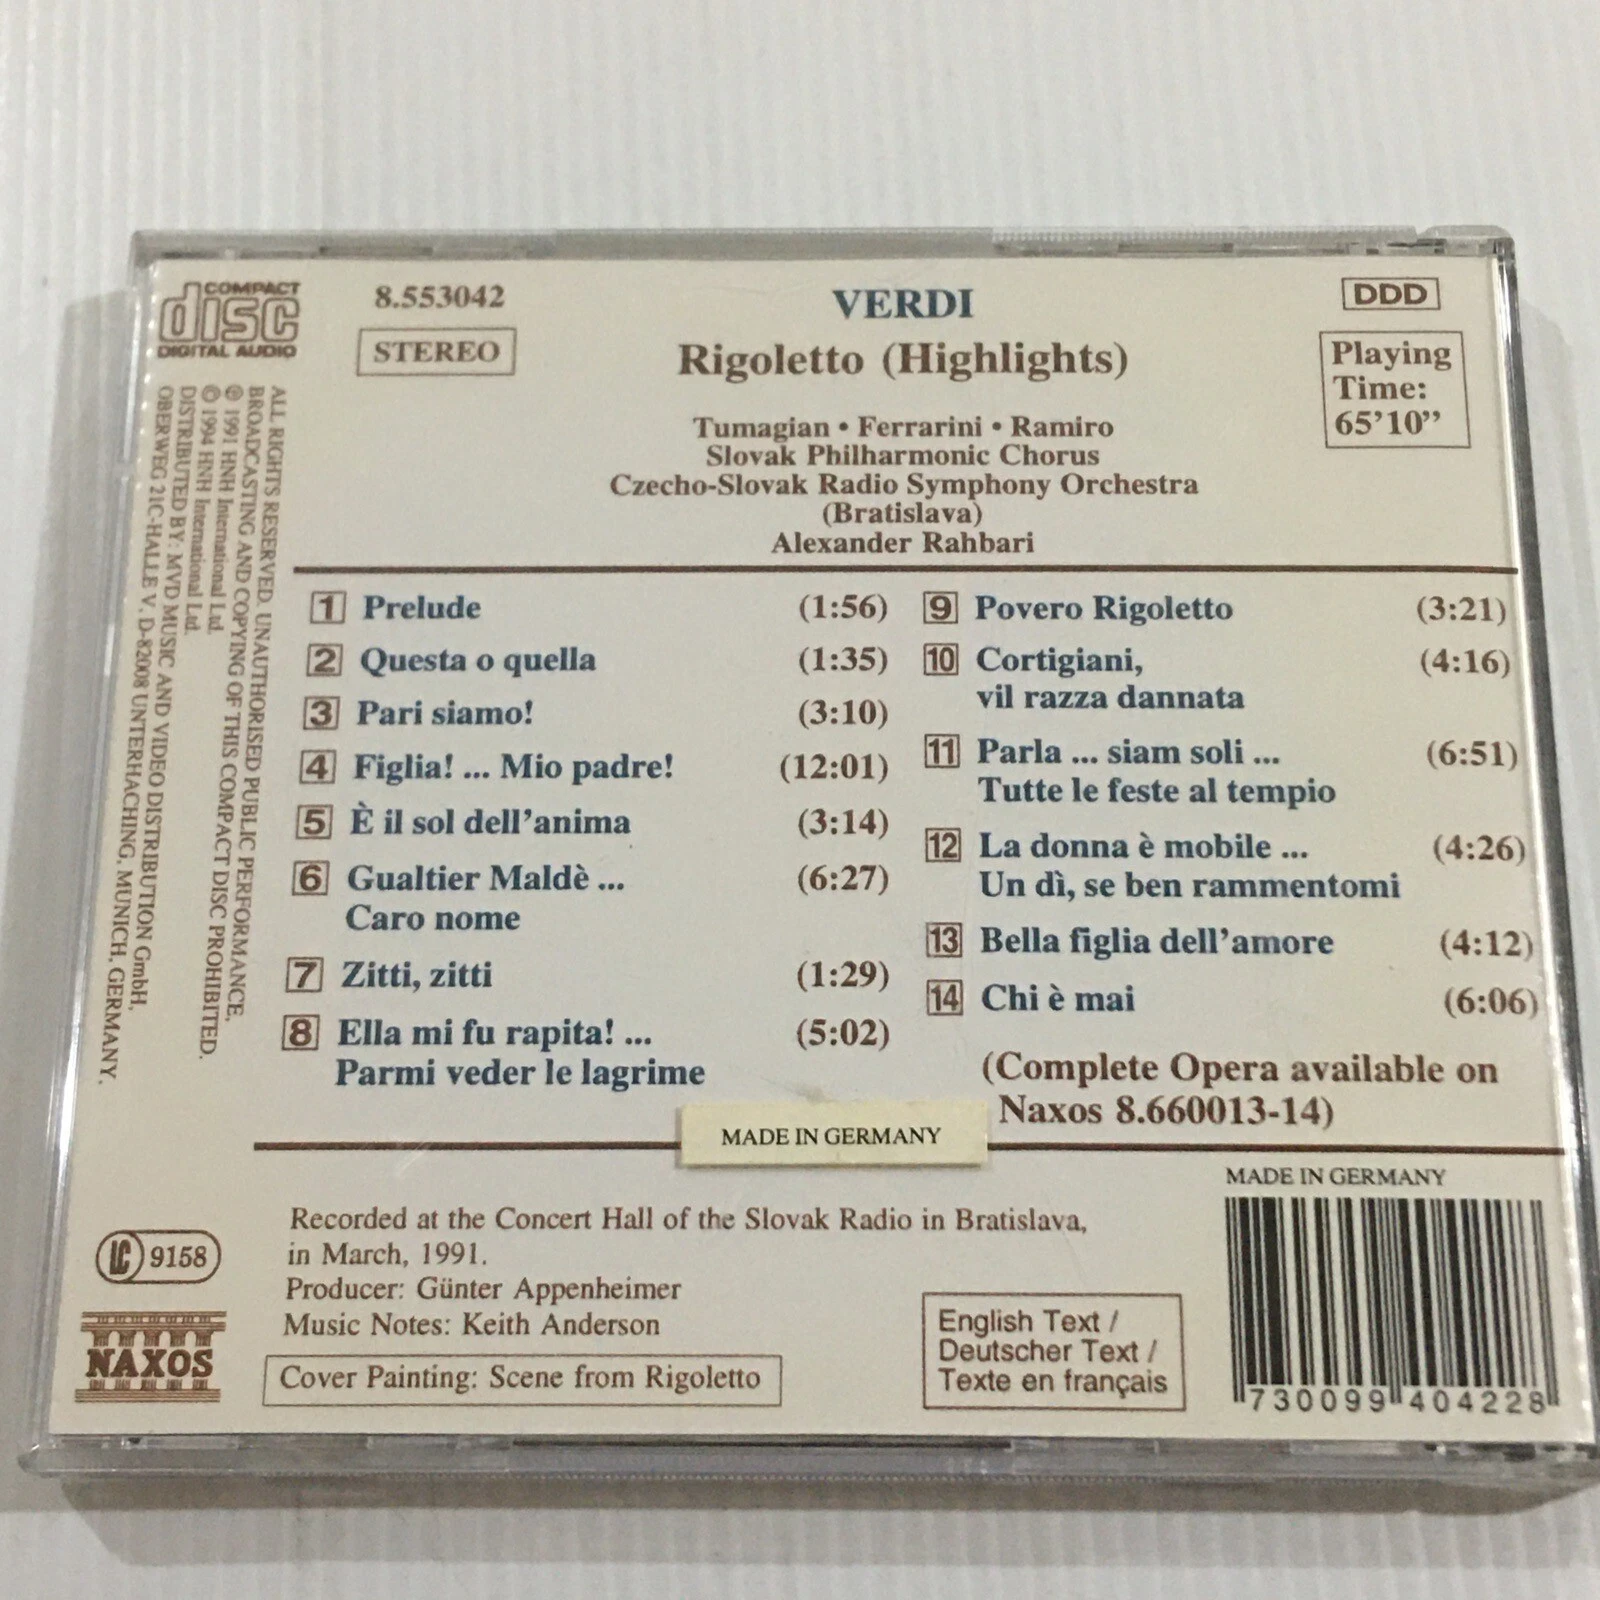 COMPACT
disc
DIGITAL AUDIO
8.553042
STEREO
VERDI
Rigoletto (Highlights)
DDD
Playing
Time:
65'10”
Tumagian • Ferrarini • Ramiro
Slovak Philharmonic Chorus
Czecho-Slovak Radio Symphony Orchestra
(Bratislava)
Alexander Rahbari
ALL RIGHTS RESERVED. UNAUTHORISED PUBLIC PERFORMANCE,
BROADCASTING AND COPYING OF THIS COMPACT DISC PROHIBITED.
℗ 1991 HNH International Ltd.
© 1994 HNH International Ltd.
DISTRIBUTED BY: MVD MUSIC AND VIDEO DISTRIBUTION GmbH,
OBERWEG 21C-HALLE V, D-82008 UNTERHACHING, MUNICH, GERMANY.
1 Prelude (1:56)
2 Questa o quella (1:35)
3 Pari siamo! (3:10)
4 Figlia! ... Mio padre! (12:01)
5 È il sol dell'anima (3:14)
6 Gualtier Maldè ... (6:27)
Caro nome
7 Zitti, zitti (1:29)
8 Ella mi fu rapita! ... (5:02)
Parmi veder le lagrime
9 Povero Rigoletto (3:21)
10 Cortigiani, (4:16)
vil razza dannata
11 Parla ... siam soli ... (6:51)
Tutte le feste al tempio
12 La donna è mobile ... (4:26)
Un dì, se ben rammentomi
13 Bella figlia dell'amore (4:12)
14 Chi è mai (6:06)
(Complete Opera available on
Naxos 8.660013-14)
MADE IN GERMANY
MADE IN GERMANY
Recorded at the Concert Hall of the Slovak Radio in Bratislava,
in March, 1991.
Producer: Günter Appenheimer
Music Notes: Keith Anderson
Cover Painting: Scene from Rigoletto
LC 9158
NAXOS
English Text /
Deutscher Text /
Texte en français
730099 404228